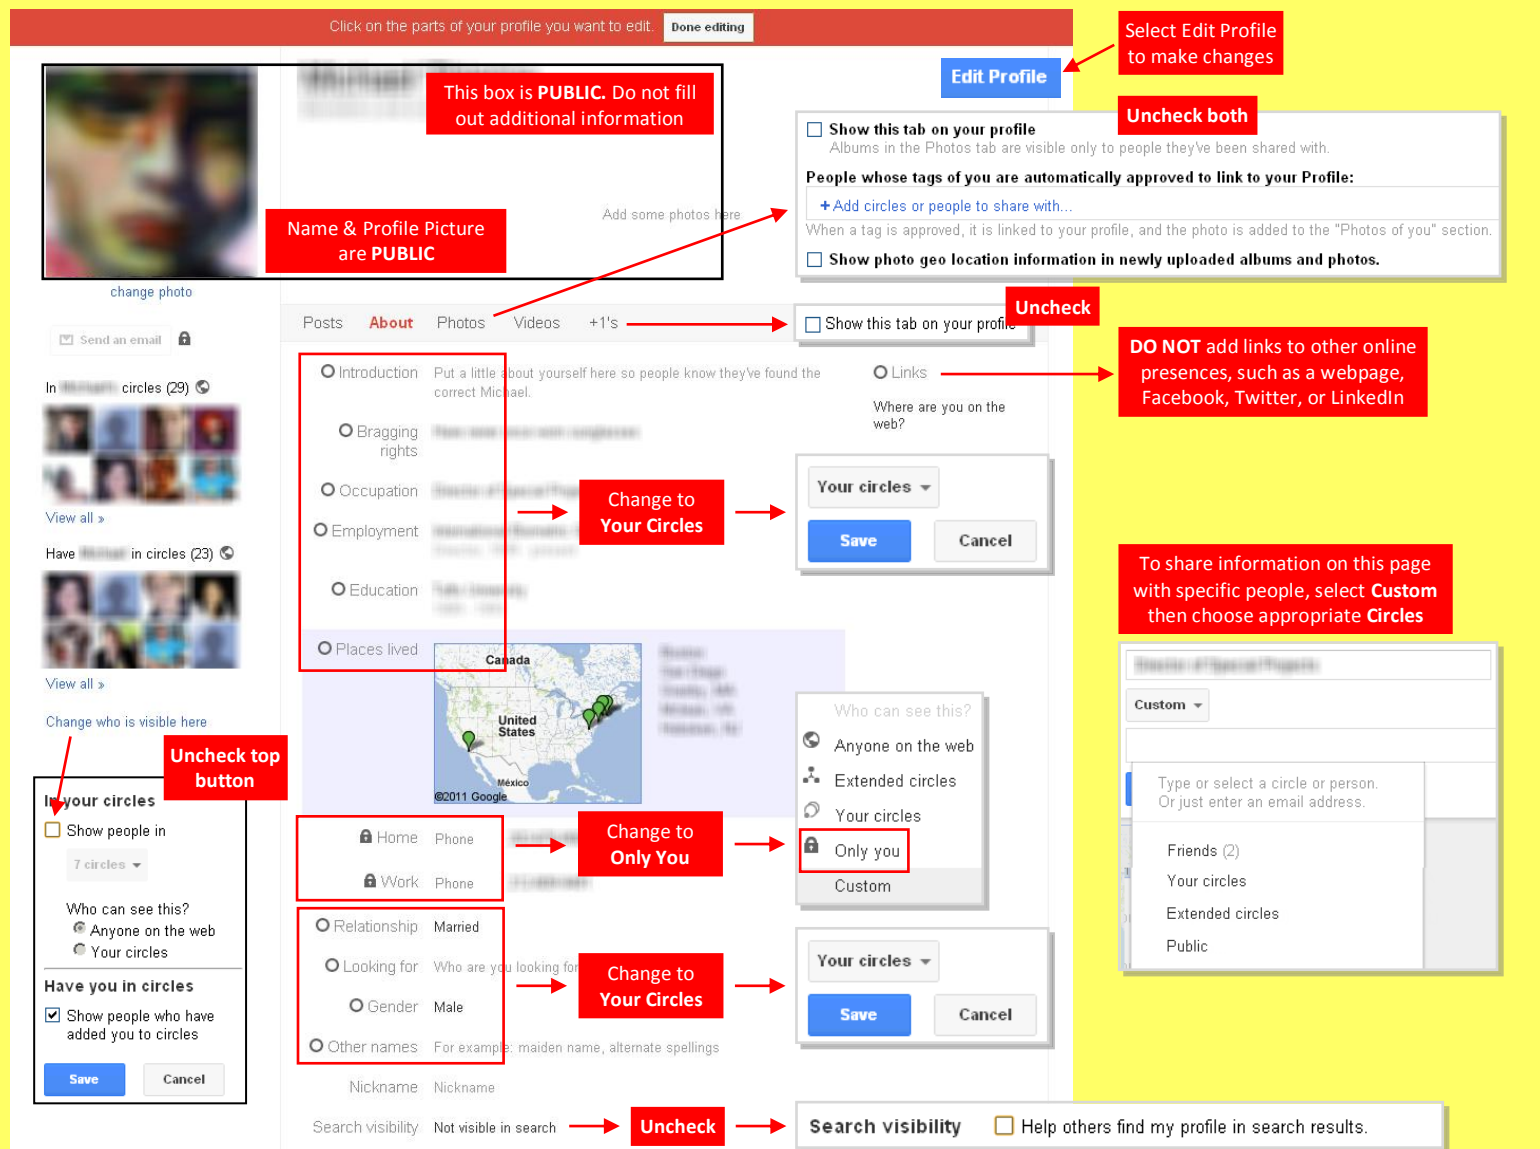 Click on the parts of your profile you want to edit. Done editing
Select Edit Profile
to make changes
Edit Profile
This box is PUBLIC. Do not fill
out additional information
Uncheck both
Show this tab on your profile
Albums in the Photos tab are visible only to people they've been shared with.
People whose tags of you are automatically approved to link to your Profile:
+ Add circles or people to share with...
When a tag is approved, it is linked to your profile, and the photo is added to the "Photos of you" section.
Show photo geo location information in newly uploaded albums and photos.
Add some photos here
Name & Profile Picture
are PUBLIC
change photo
Send an email
In circles (29)
View all »
Have in circles (23)
View all »
Change who is visible here
Uncheck top
button
In your circles
Show people in
7 circles
Who can see this?
Anyone on the web
Your circles
Have you in circles
Show people who have
added you to circles
Save Cancel
Posts About Photos Videos +1's
Uncheck
Show this tab on your profile
Introduction Put a little about yourself here so people know they've found the
correct Michael.
Links
Where are you on the
web?
DO NOT add links to other online
presences, such as a webpage,
Facebook, Twitter, or LinkedIn
Bragging
rights
Occupation
Employment
Education
Places lived
Change to
Your Circles
Your circles
Save Cancel
Canada
United
States
México
©2011 Google
To share information on this page
with specific people, select Custom
then choose appropriate Circles
Custom
Type or select a circle or person.
Or just enter an email address.
Friends (2)
Your circles
Extended circles
Public
Home Phone
Work Phone
Change to
Only You
Who can see this?
Anyone on the web
Extended circles
Your circles
Only you
Custom
Relationship Married
Looking for Who are you looking for
Gender Male
Other names For example: maiden name, alternate spellings
Change to
Your Circles
Your circles
Save Cancel
Nickname Nickname
Search visibility Not visible in search
Uncheck
Search visibility Help others find my profile in search results.